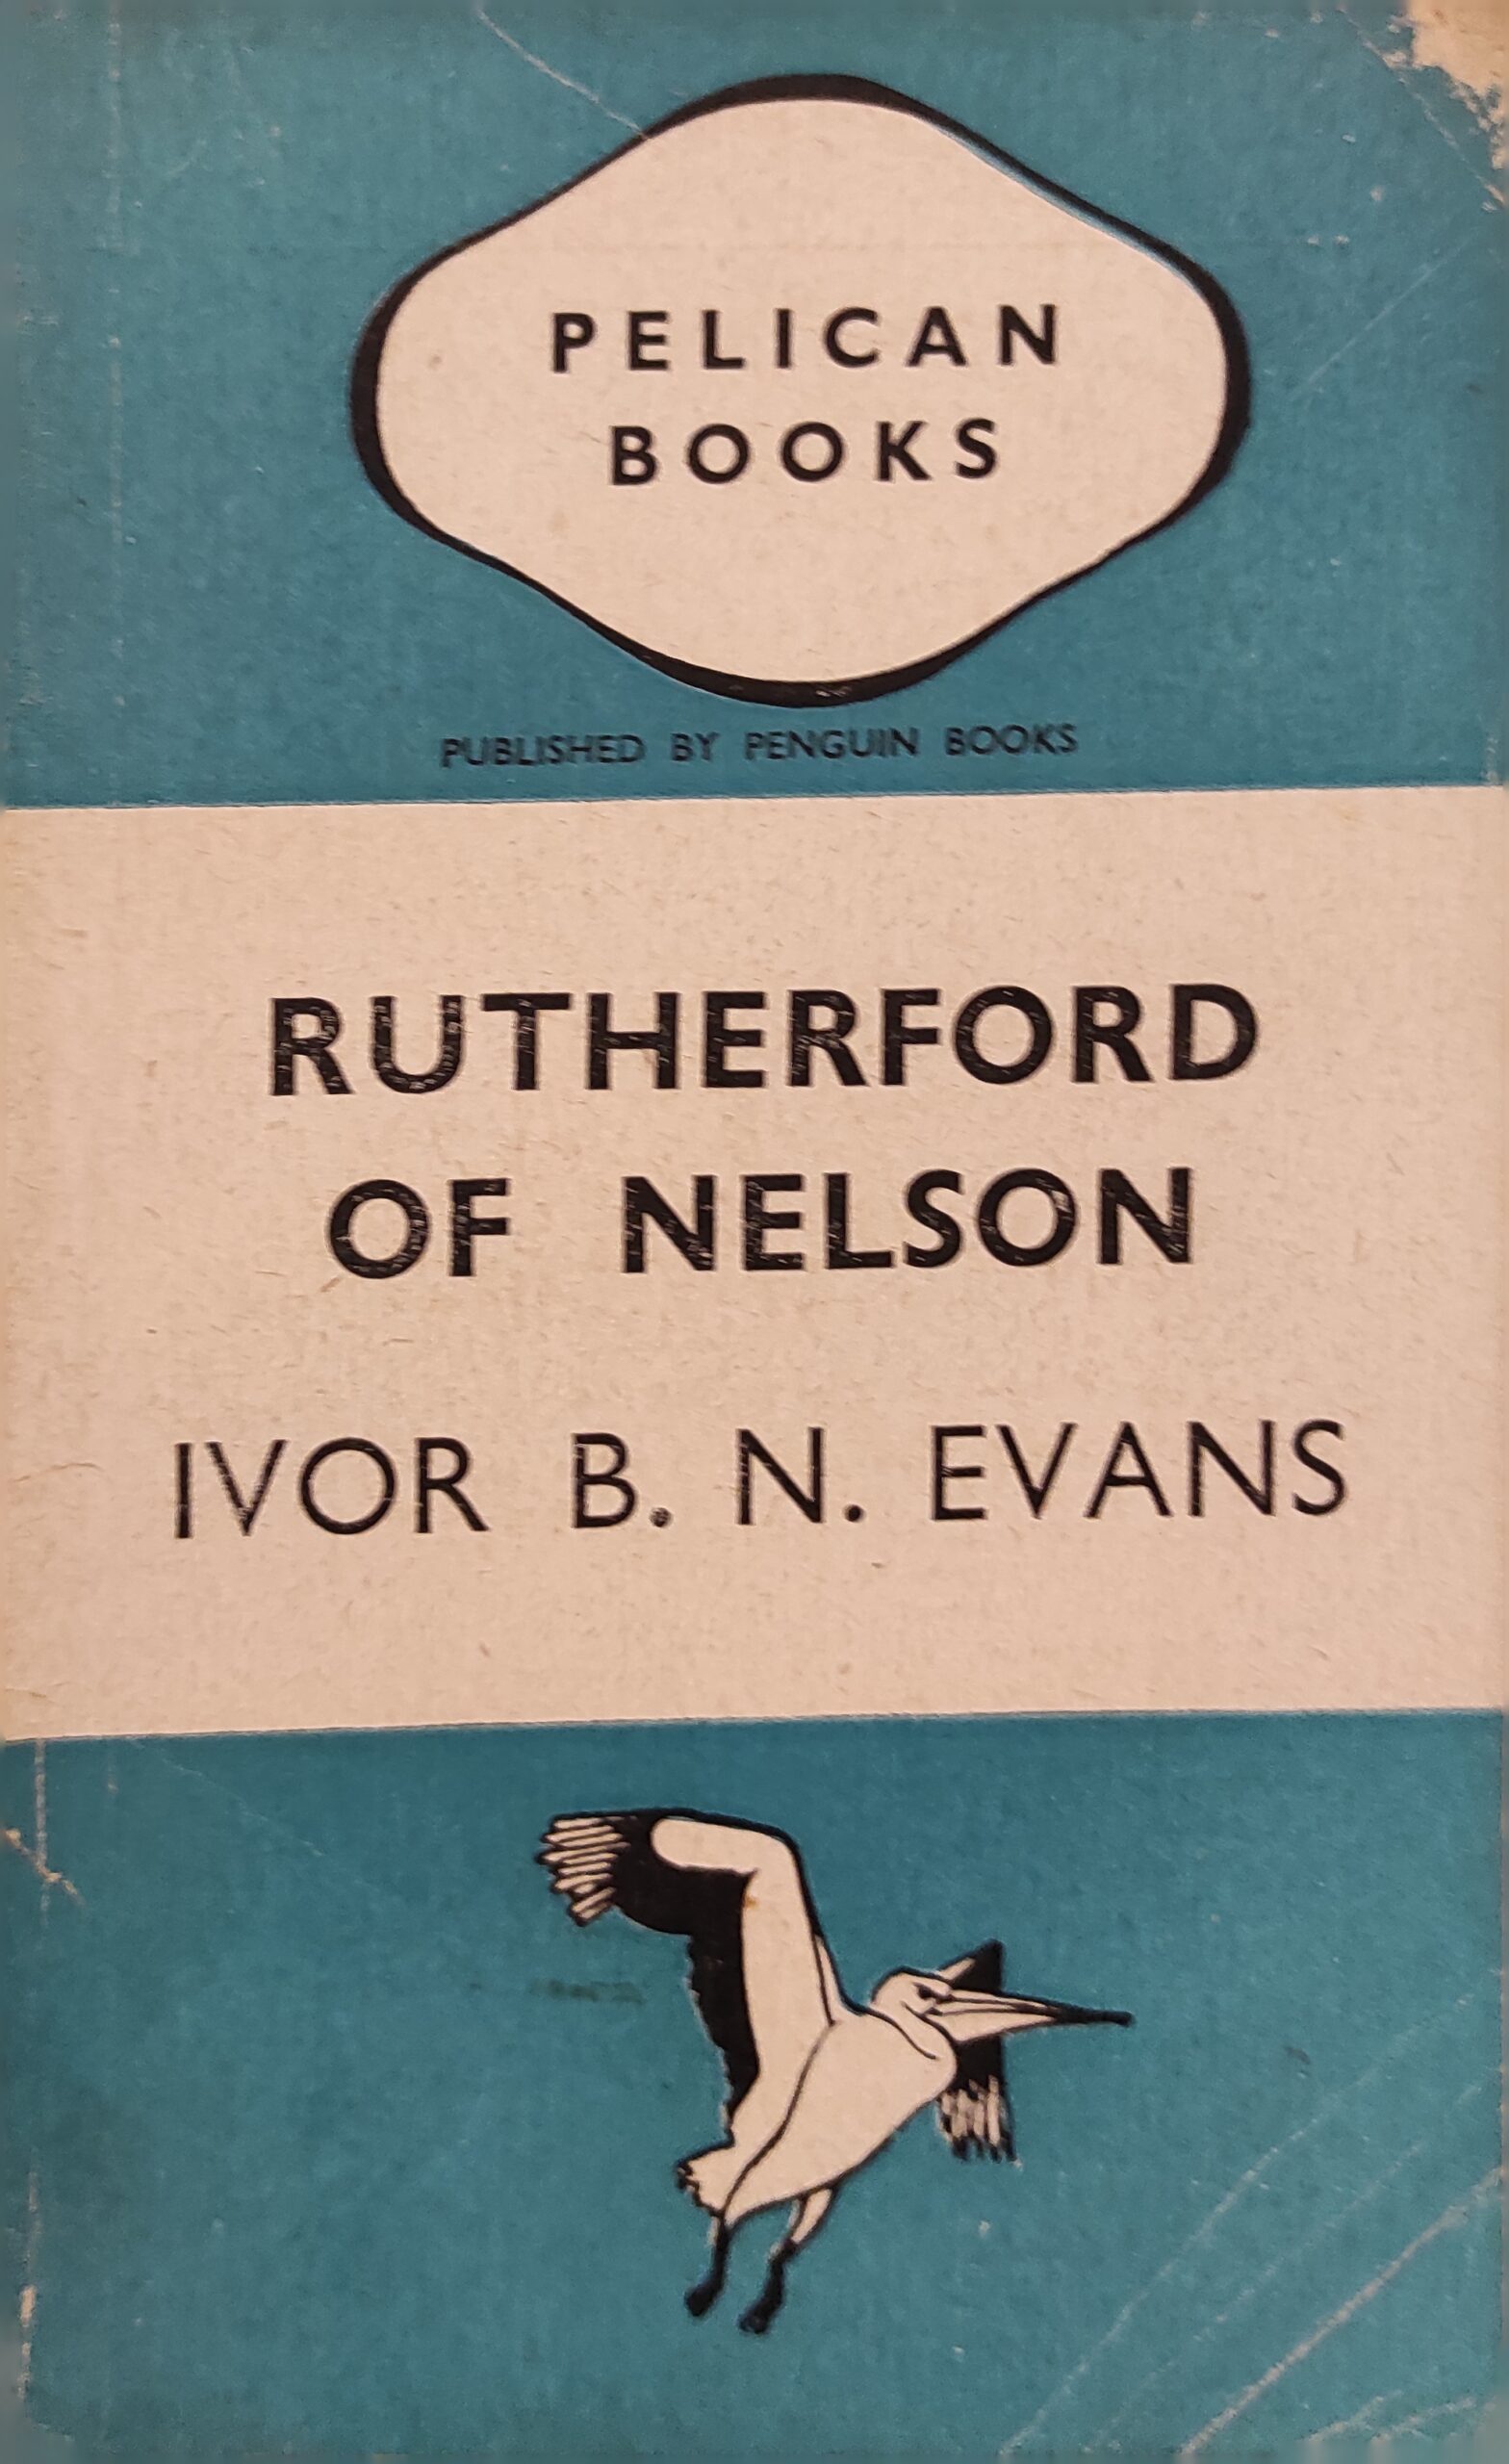 PELICAN
BOOKS
PUBLISHED BY PENGUIN BOOKS
RUTHERFORD
OF NELSON
IVOR B. N. EVANS